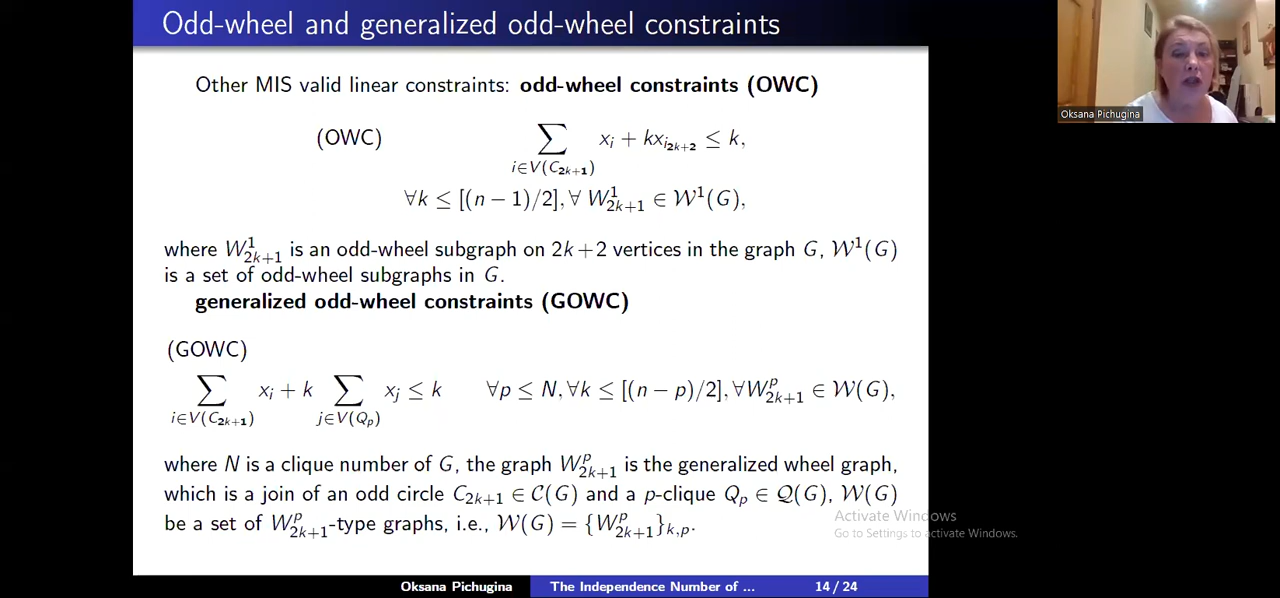 Odd-wheel and generalized odd-wheel constraints
Other MIS valid linear constraints: odd-wheel constraints (OWC)
(OWC) ∑_{i∈V(C_{2k+1})} x_i + kx_{i_{2k+2}} ≤ k,
∀k ≤ [(n − 1)/2], ∀ W^1_{2k+1} ∈ 𝒲^1(G),
where W^1_{2k+1} is an odd-wheel subgraph on 2k+2 vertices in the graph G, 𝒲^1(G)
is a set of odd-wheel subgraphs in G.
generalized odd-wheel constraints (GOWC)
(GOWC)
∑_{i∈V(C_{2k+1})} x_i + k ∑_{j∈V(Q_p)} x_j ≤ k ∀p ≤ N, ∀k ≤ [(n − p)/2], ∀W^p_{2k+1} ∈ 𝒲(G),
where N is a clique number of G, the graph W^p_{2k+1} is the generalized wheel graph,
which is a join of an odd circle C_{2k+1} ∈ 𝒞(G) and a p-clique Q_p ∈ 𝒬(G), 𝒲(G)
be a set of W^p_{2k+1}-type graphs, i.e., 𝒲(G) = {W^p_{2k+1}}_{k,p}.
Activate Windows
Go to Settings to activate Windows.
Oksana Pichugina The Independence Number of ... 14 / 24
Oksana Pichugina